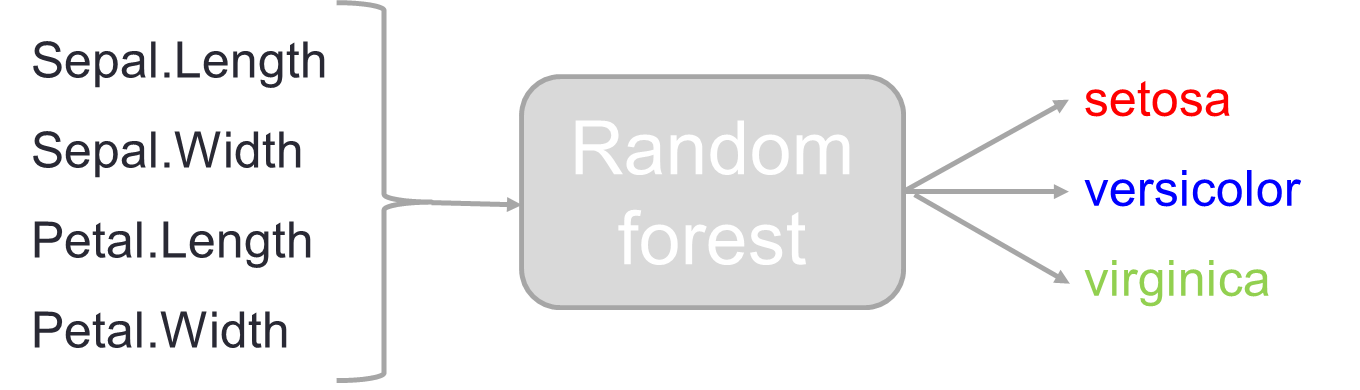 Sepal.Length
Sepal.Width
Petal.Length
Petal.Width
Random
forest
setosa
versicolor
virginica